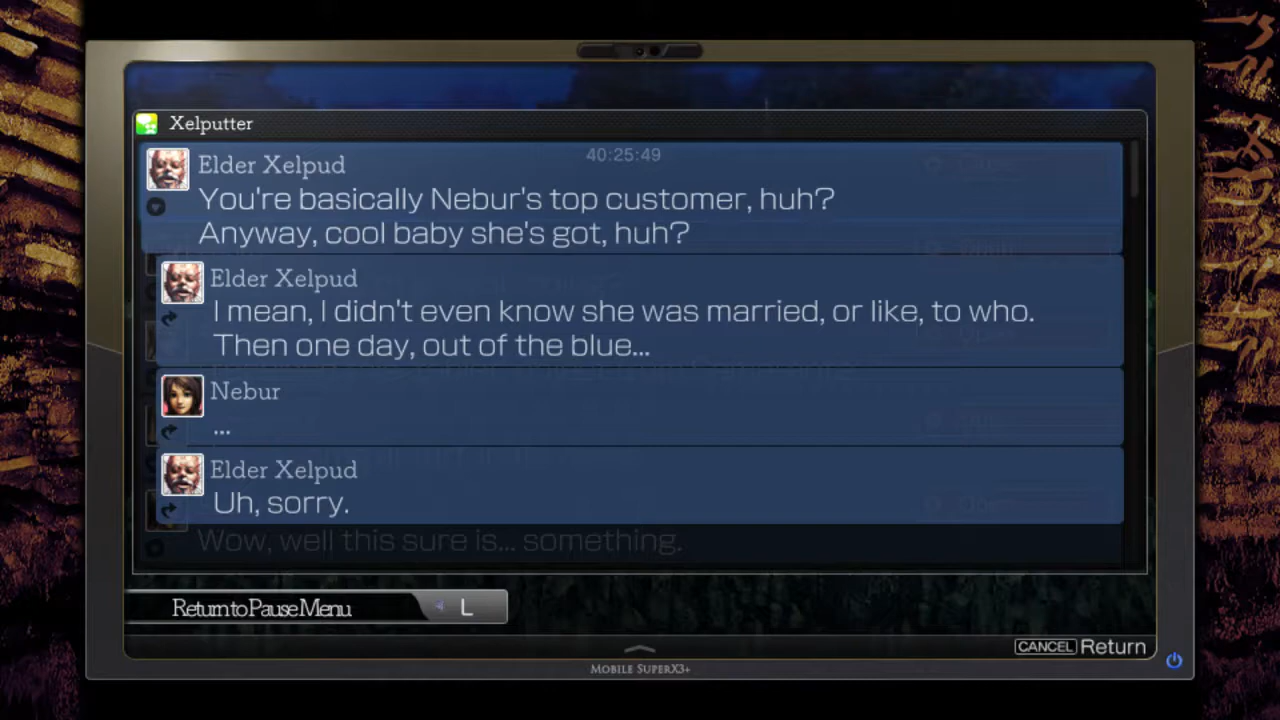 Xelputter
40:25:49
Elder Xelpud
You're basically Nebur's top customer, huh?
Anyway, cool baby she's got, huh?
Elder Xelpud
I mean, I didn't even know she was married, or like, to who.
Then one day, out of the blue...
Nebur
...
Elder Xelpud
Uh, sorry.
Wow, well this sure is... something.
Return to Pause Menu
L
CANCEL Return
MOBILE SUPERX3+